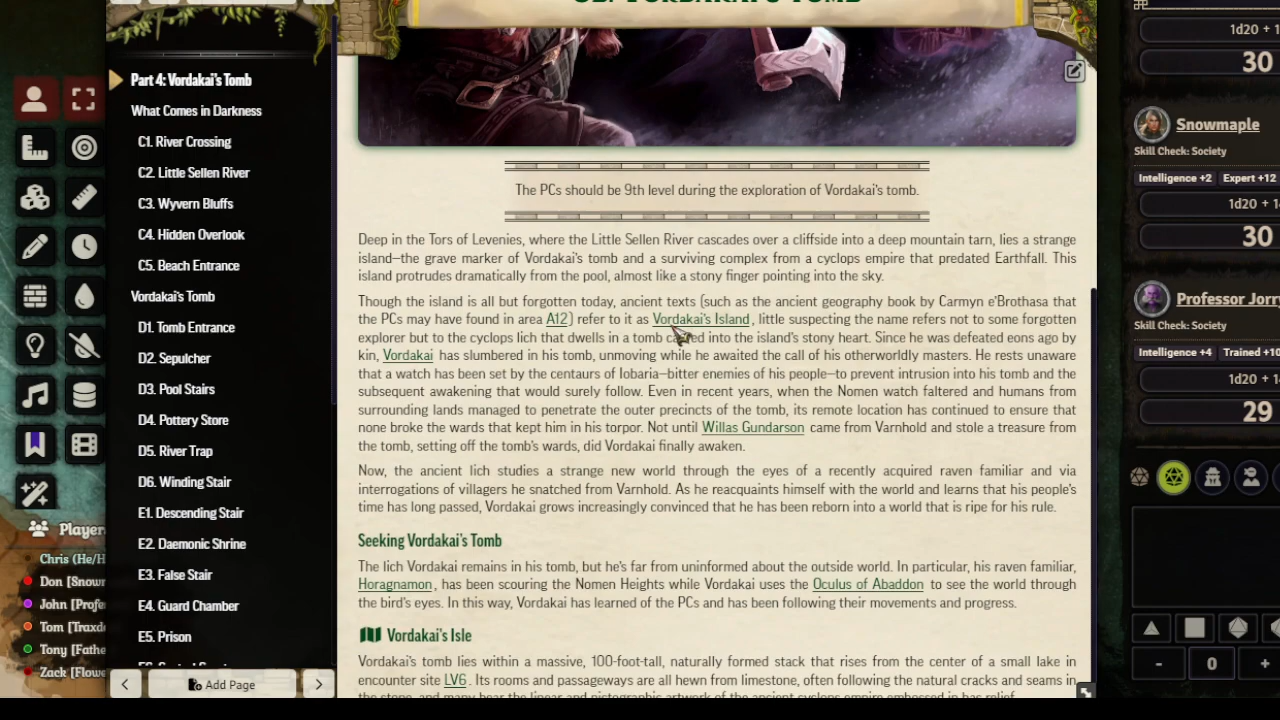 Part 4: Vordakai's Tomb
What Comes in Darkness
C1. River Crossing
C2. Little Sellen River
C3. Wyvern Bluffs
C4. Hidden Overlook
C5. Beach Entrance
Vordakai's Tomb
D1. Tomb Entrance
D2. Sepulcher
D3. Pool Stairs
D4. Pottery Store
D5. River Trap
D6. Winding Stair
E1. Descending Stair
E2. Daemonic Shrine
E3. False Stair
E4. Guard Chamber
E5. Prison
Add Page
Player
Chris (He/H
Don [Snow
John [Profe
Tom [Traxd
Tony [Fathe
Zack [Flowe
The PCs should be 9th level during the exploration of Vordakai's tomb.
Deep in the Tors of Levenies, where the Little Sellen River cascades over a cliffside into a deep mountain tarn, lies a strange
island—the grave marker of Vordakai's tomb and a surviving complex from a cyclops empire that predated Earthfall. This
island protrudes dramatically from the pool, almost like a stony finger pointing into the sky.
Though the island is all but forgotten today, ancient texts (such as the ancient geography book by Carmyn e'Brothasa that
the PCs may have found in area A12) refer to it as Vordakai's Island, little suspecting the name refers not to some forgotten
explorer but to the cyclops lich that dwells in a tomb ca ed into the island's stony heart. Since he was defeated eons ago by
kin, Vordakai has slumbered in his tomb, unmoving while he awaited the call of his otherworldly masters. He rests unaware
that a watch has been set by the centaurs of Iobaria—bitter enemies of his people—to prevent intrusion into his tomb and the
subsequent awakening that would surely follow. Even in recent years, when the Nomen watch faltered and humans from
surrounding lands managed to penetrate the outer precincts of the tomb, its remote location has continued to ensure that
none broke the wards that kept him in his torpor. Not until Willas Gundarson came from Varnhold and stole a treasure from
the tomb, setting off the tomb's wards, did Vordakai finally awaken.
Now, the ancient lich studies a strange new world through the eyes of a recently acquired raven familiar and via
interrogations of villagers he snatched from Varnhold. As he reacquaints himself with the world and learns that his people's
time has long passed, Vordakai grows increasingly convinced that he has been reborn into a world that is ripe for his rule.
Seeking Vordakai's Tomb
The lich Vordakai remains in his tomb, but he's far from uninformed about the outside world. In particular, his raven familiar,
Horagnamon, has been scouring the Nomen Heights while Vordakai uses the Oculus of Abaddon to see the world through
the bird's eyes. In this way, Vordakai has learned of the PCs and has been following their movements and progress.
Vordakai's Isle
Vordakai's tomb lies within a massive, 100-foot-tall, naturally formed stack that rises from the center of a small lake in
encounter site LV6. Its rooms and passageways are all hewn from limestone, often following the natural cracks and seams in
1d20 + 1
30
Snowmaple
Skill Check: Society
Intelligence +2 Expert +12
1d20 + 1
30
Professor Jorr
Skill Check: Society
Intelligence +4 Trained +10
1d20 + 1
29
- 0 +